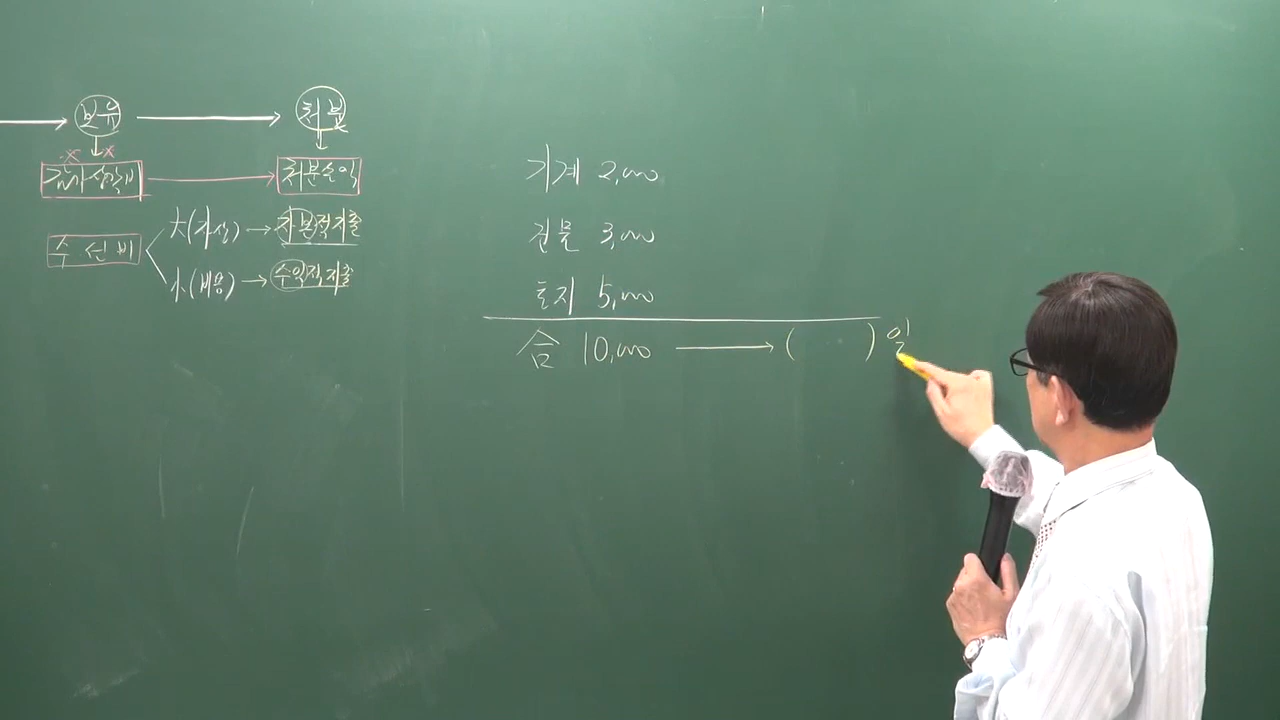 보유 → 처분
감가상각비 → 처분손익
수선비
大(자산) → 자본적지출
小(비용) → 수익적지출
기계 2,000
건물 3,000
토지 5,000
合 10,000 → ( ) 일